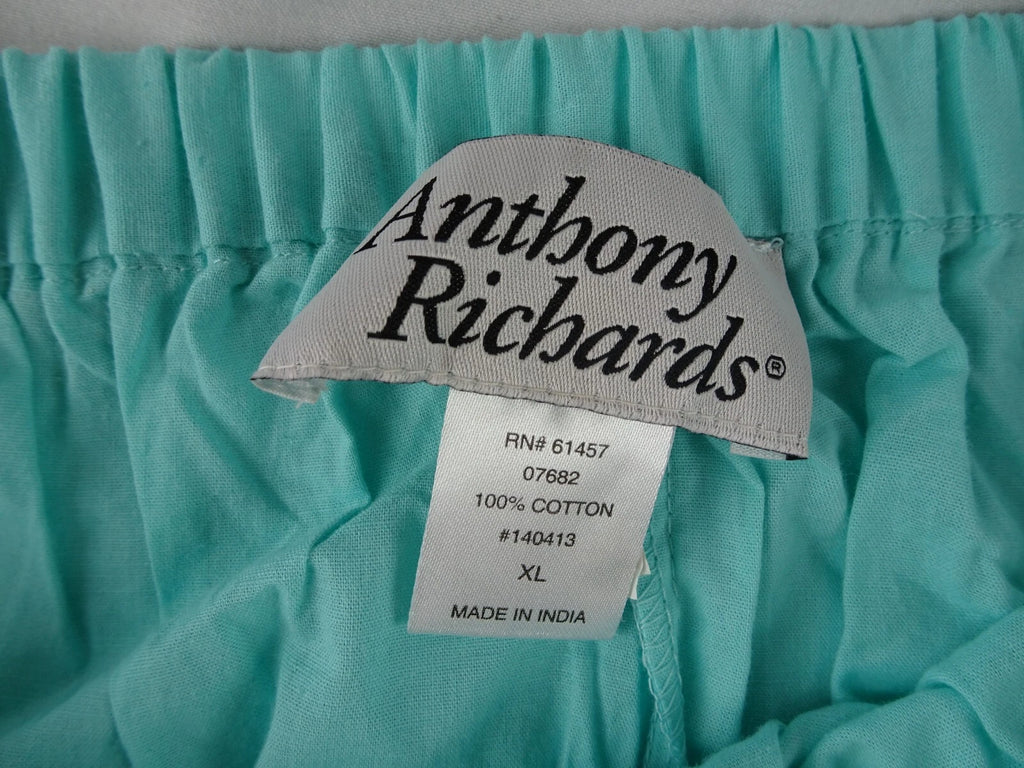 Anthony
Richards®
RN# 61457
07682
100% COTTON
#140413
XL
MADE IN INDIA